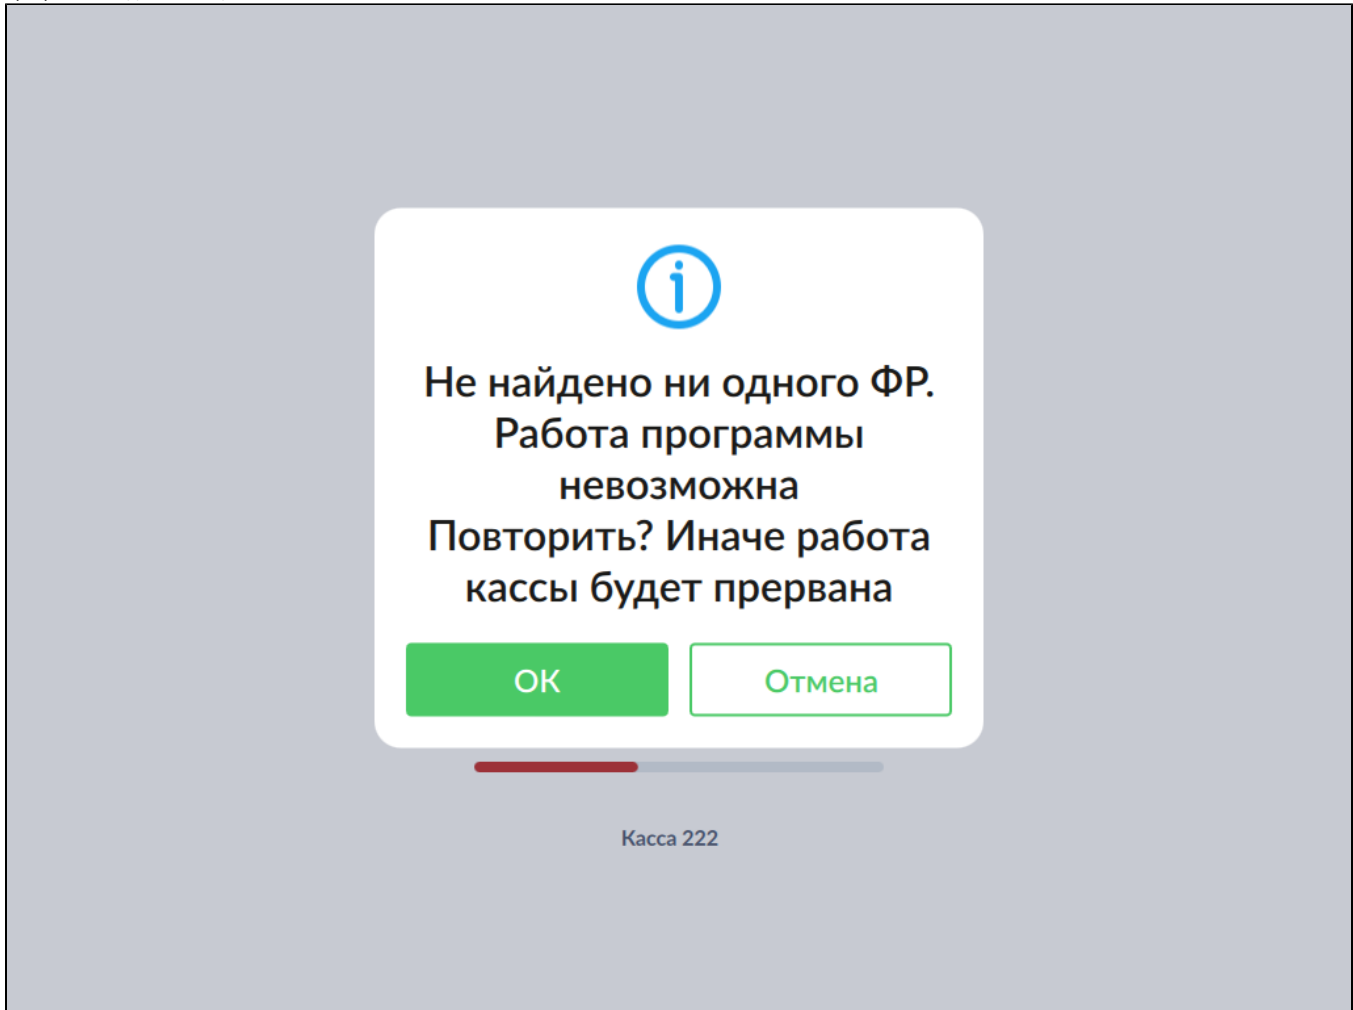 Не найдено ни одного ФР.
Работа программы
невозможна
Повторить? Иначе работа
кассы будет прервана
ОК
Отмена
Касса 222